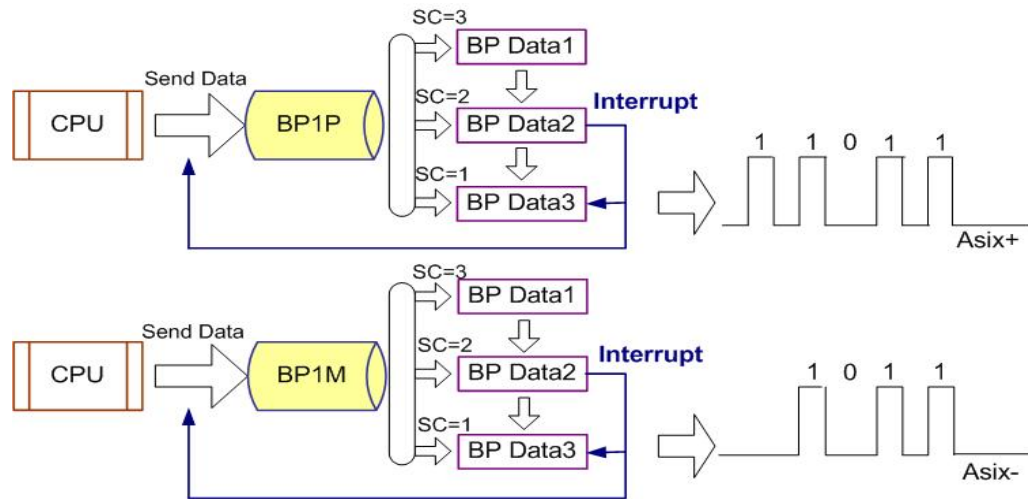 SC=3
BP Data1
Send Data
CPU
BP1P
SC=2
BP Data2
Interrupt
SC=1
BP Data3
1 1 0 1 1
Asix+
SC=3
BP Data1
Send Data
CPU
BP1M
SC=2
BP Data2
Interrupt
SC=1
BP Data3
1 0 1 1
Asix-